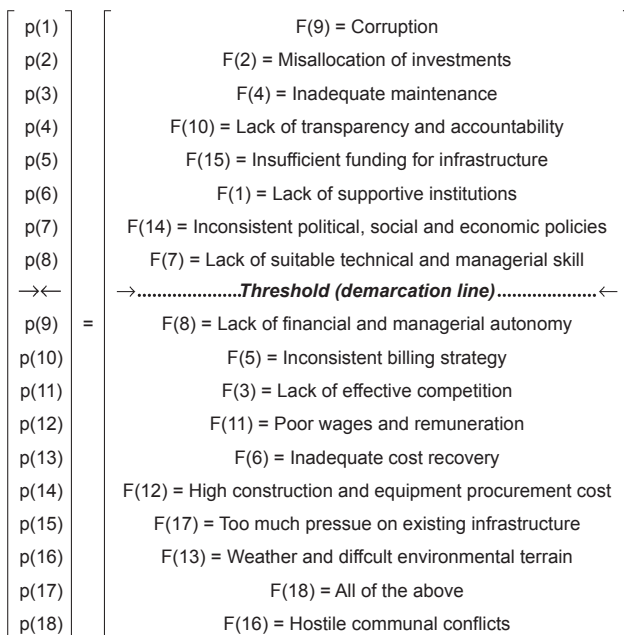 p(1) F(9) = Corruption
p(2) F(2) = Misallocation of investments
p(3) F(4) = Inadequate maintenance
p(4) F(10) = Lack of transparency and accountability
p(5) F(15) = Insufficient funding for infrastructure
p(6) F(1) = Lack of supportive institutions
p(7) F(14) = Inconsistent political, social and economic policies
p(8) F(7) = Lack of suitable technical and managerial skill
→← →.....................Threshold (demarcation line)....................←
p(9) = F(8) = Lack of financial and managerial autonomy
p(10) F(5) = Inconsistent billing strategy
p(11) F(3) = Lack of effective competition
p(12) F(11) = Poor wages and remuneration
p(13) F(6) = Inadequate cost recovery
p(14) F(12) = High construction and equipment procurement cost
p(15) F(17) = Too much pressue on existing infrastructure
p(16) F(13) = Weather and diffcult environmental terrain
p(17) F(18) = All of the above
p(18) F(16) = Hostile communal conflicts